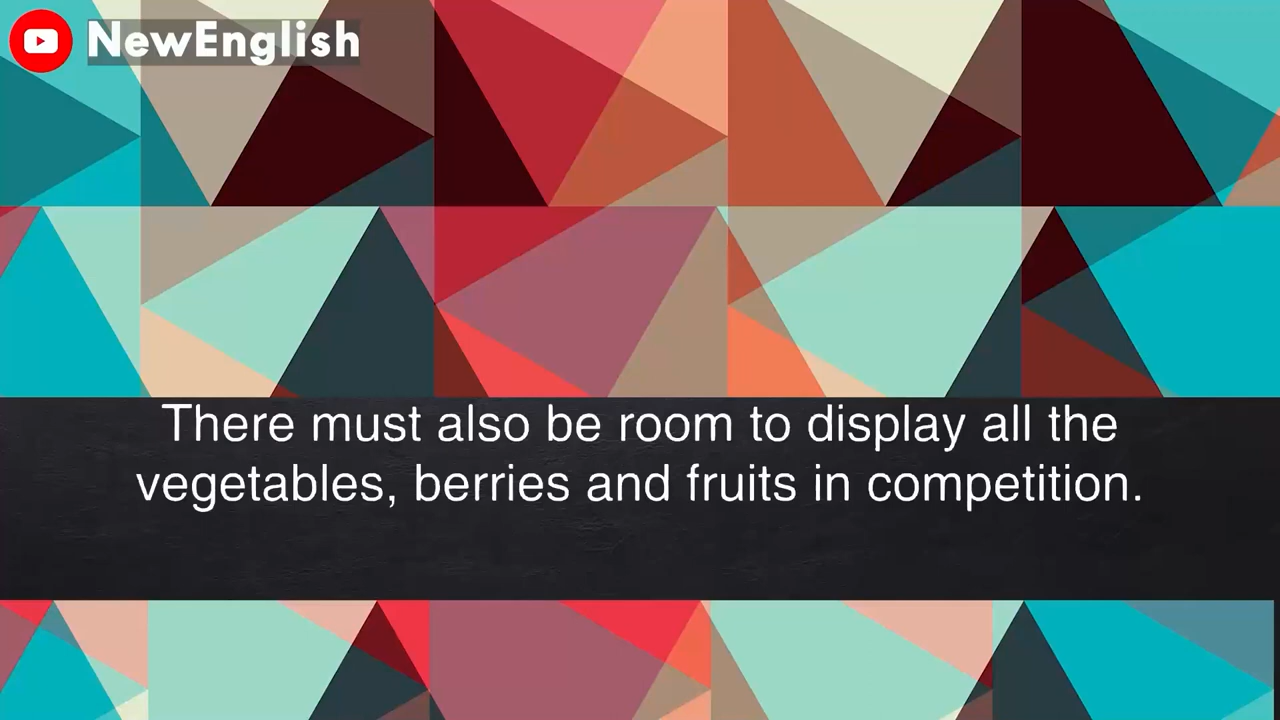 NewEnglish
There must also be room to display all the
vegetables, berries and fruits in competition.